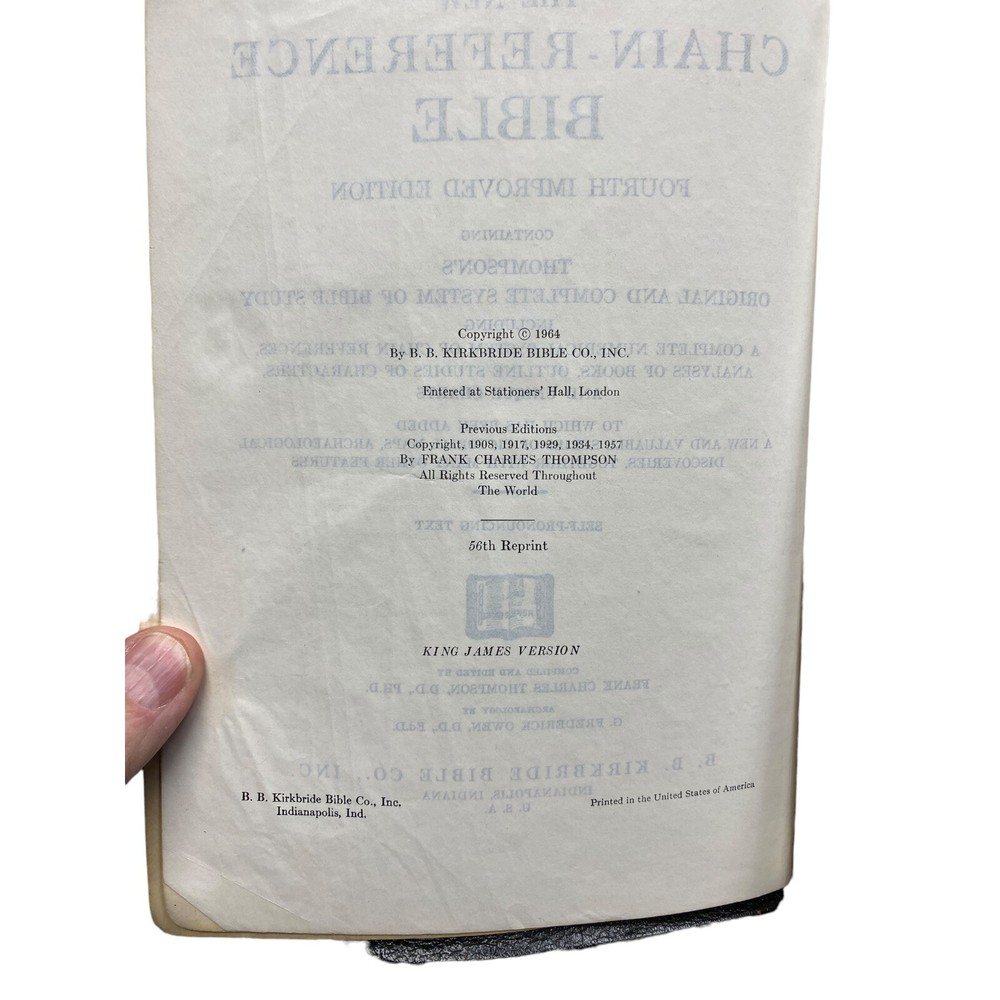 Copyright © 1964
By B. B. KIRKBRIDE BIBLE CO., INC.
Entered at Stationers' Hall, London
Previous Editions
Copyright, 1908, 1917, 1929, 1934, 1957
By FRANK CHARLES THOMPSON
All Rights Reserved Throughout
The World
56th Reprint
KING JAMES VERSION
B. B. Kirkbride Bible Co., Inc.
Indianapolis, Ind.
Printed in the United States of America